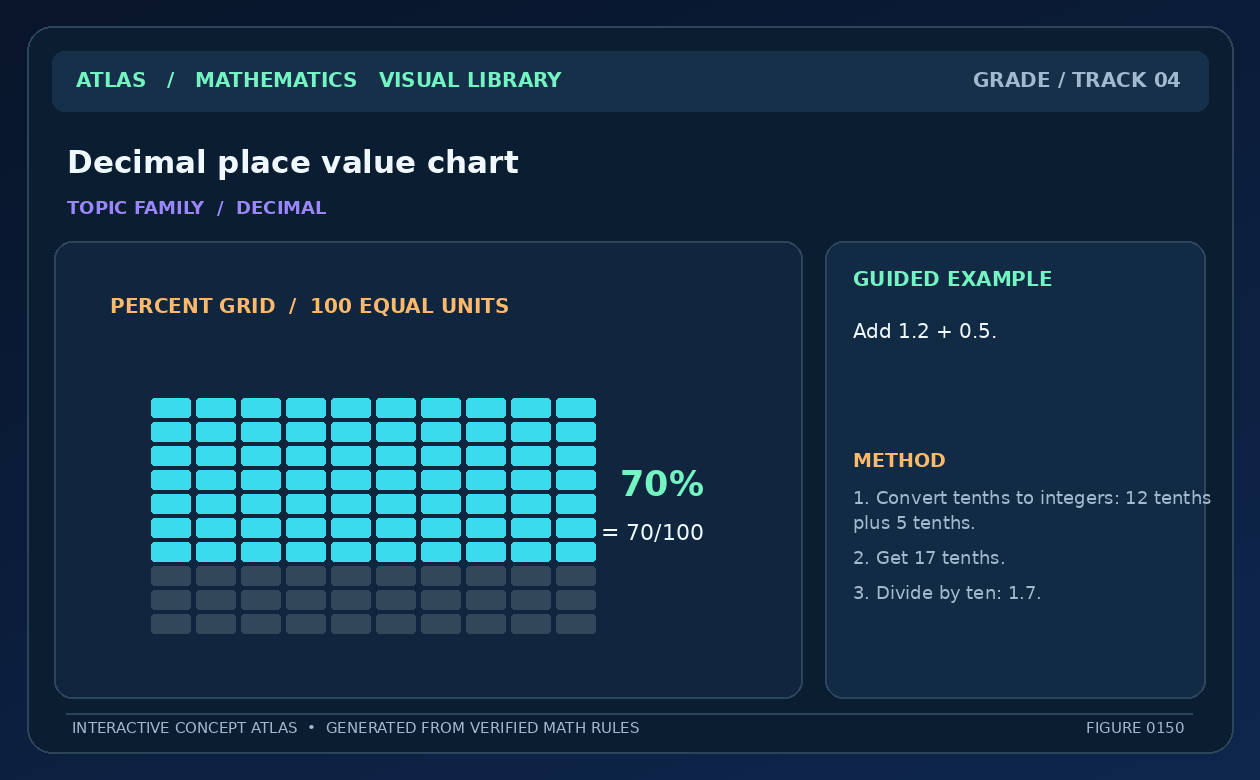 ATLAS / MATHEMATICS VISUAL LIBRARY
GRADE / TRACK 04
Decimal place value chart
TOPIC FAMILY / DECIMAL
PERCENT GRID / 100 EQUAL UNITS
70%
= 70/100
GUIDED EXAMPLE
Add 1.2 + 0.5.
METHOD
1. Convert tenths to integers: 12 tenths
plus 5 tenths.
2. Get 17 tenths.
3. Divide by ten: 1.7.
INTERACTIVE CONCEPT ATLAS • GENERATED FROM VERIFIED MATH RULES
FIGURE 0150